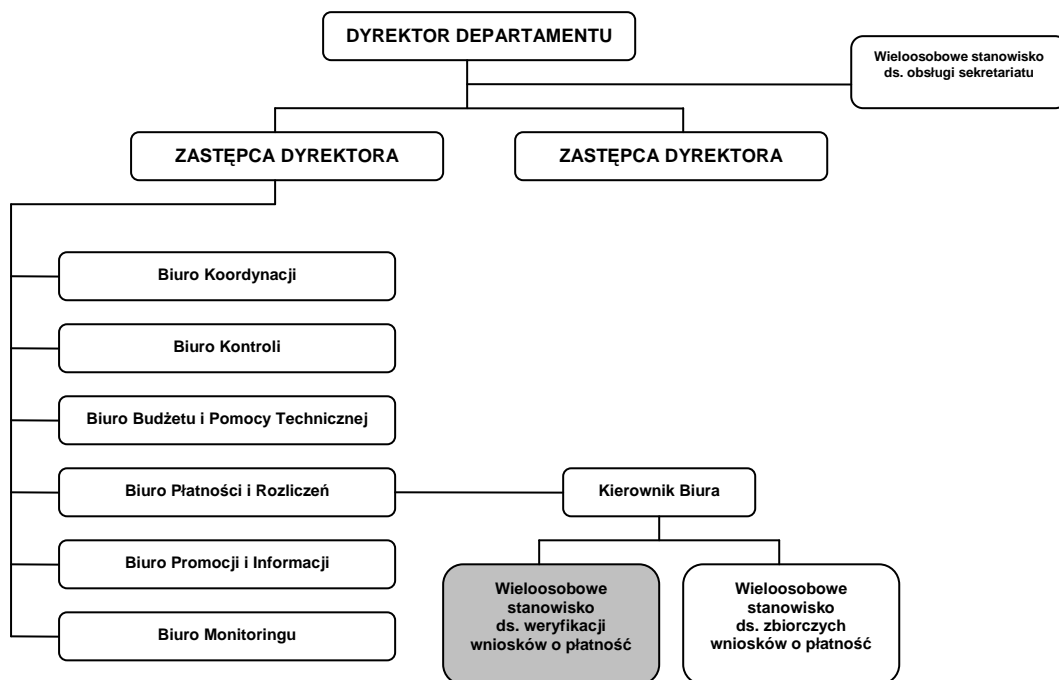 DYREKTOR DEPARTAMENTU
Wieloosobowe stanowisko
ds. obsługi sekretariatu
ZASTĘPCA DYREKTORA
ZASTĘPCA DYREKTORA
Biuro Koordynacji
Biuro Kontroli
Biuro Budżetu i Pomocy Technicznej
Biuro Płatności i Rozliczeń
Kierownik Biura
Biuro Promocji i Informacji
Wieloosobowe
stanowisko
ds. weryfikacji
wniosków o płatność
Wieloosobowe
stanowisko
ds. zbiorczych
wniosków o płatność
Biuro Monitoringu